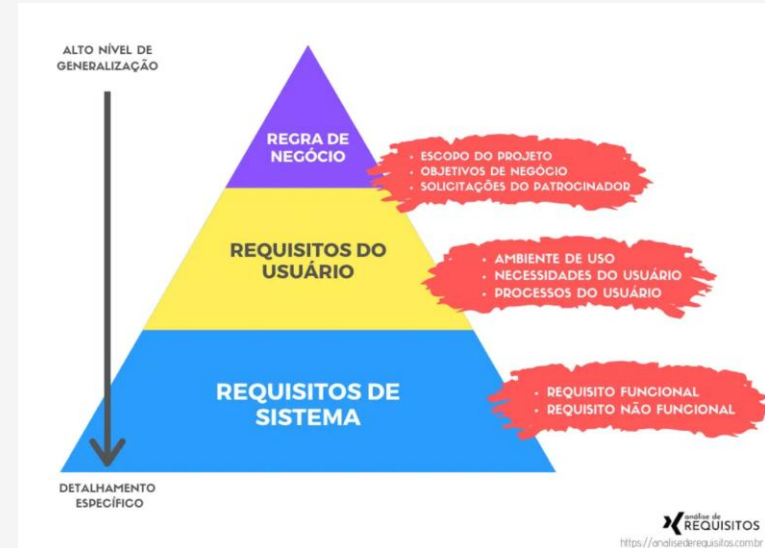 ALTO NÍVEL DE
GENERALIZAÇÃO
REGRA DE
NEGÓCIO
• ESCOPO DO PROJETO
• OBJETIVOS DE NEGÓCIO
• SOLICITAÇÕES DO PATROCINADOR
REQUISITOS DO
USUÁRIO
• AMBIENTE DE USO
• NECESSIDADES DO USUÁRIO
• PROCESSOS DO USUÁRIO
REQUISITOS DE
SISTEMA
• REQUISITO FUNCIONAL
• REQUISITO NÃO FUNCIONAL
DETALHAMENTO
ESPECÍFICO
análise de
REQUISITOS
https://analisederequisitos.com.br